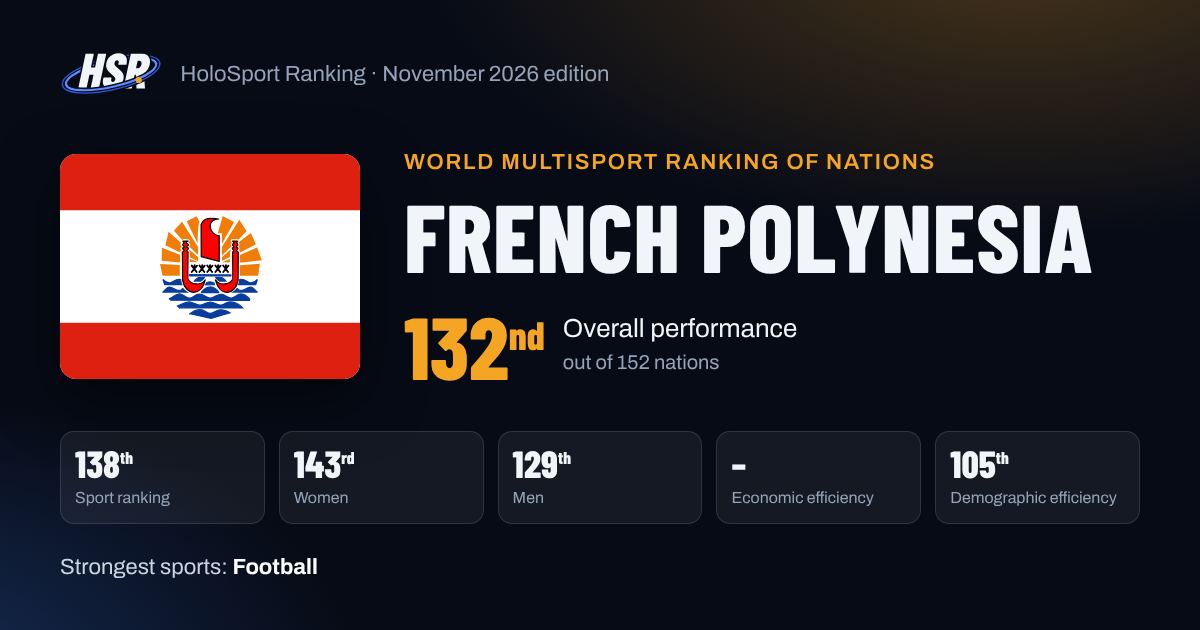 HSR
HoloSport Ranking · November 2026 edition
WORLD MULTISPORT RANKING OF NATIONS
FRENCH POLYNESIA
132nd
Overall performance
out of 152 nations
138th
Sport ranking
143rd
Women
129th
Men
–
Economic efficiency
105th
Demographic efficiency
Strongest sports: Football